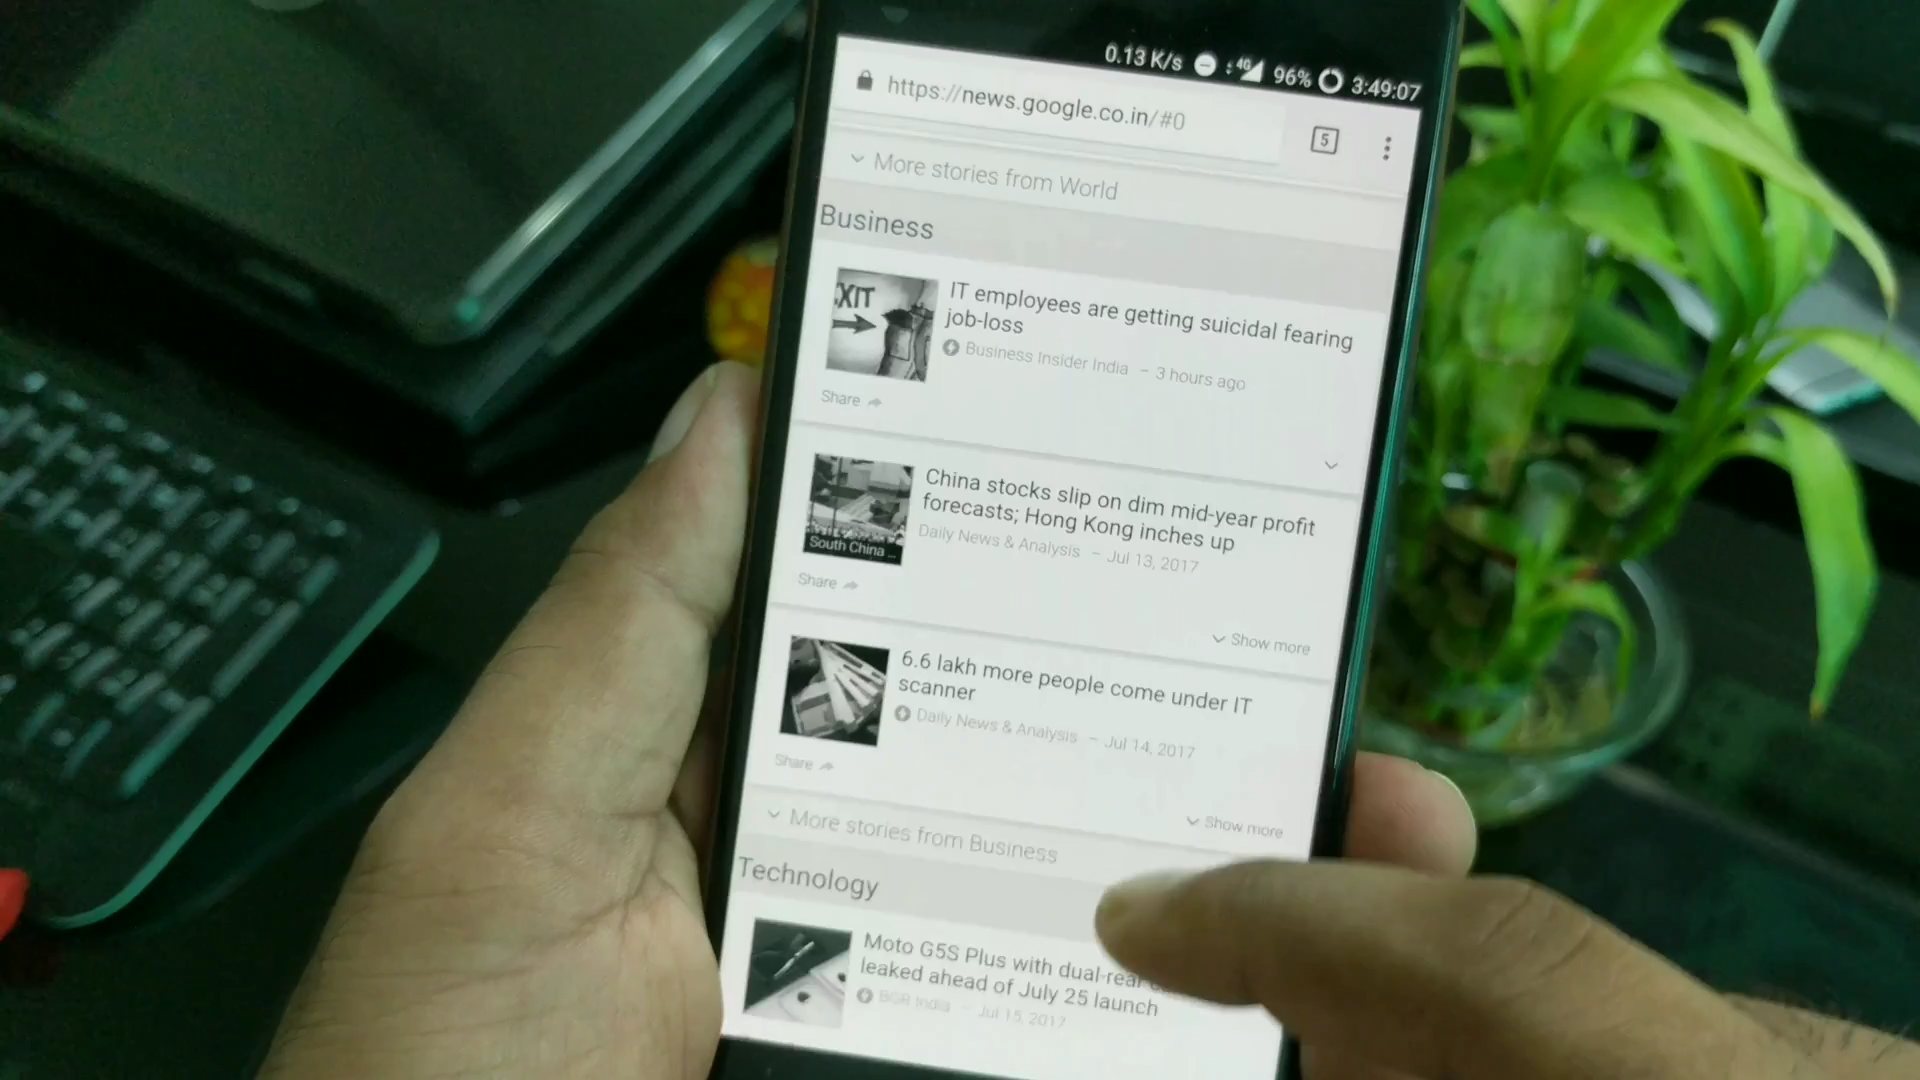 0.13 K/s 4G 96% 3:49:07
https://news.google.co.in/#0
5
More stories from World
Business
EXIT
IT employees are getting suicidal fearing
job-loss
Business Insider India - 3 hours ago
Share
China stocks slip on dim mid-year profit
forecasts; Hong Kong inches up
Daily News & Analysis - Jul 13, 2017
South China ...
Share
Show more
6.6 lakh more people come under IT
scanner
Daily News & Analysis - Jul 14, 2017
Share
Show more
More stories from Business
Technology
Moto G5S Plus with dual-rear
leaked ahead of July 25 launch
BGR India - Jul 15, 2017